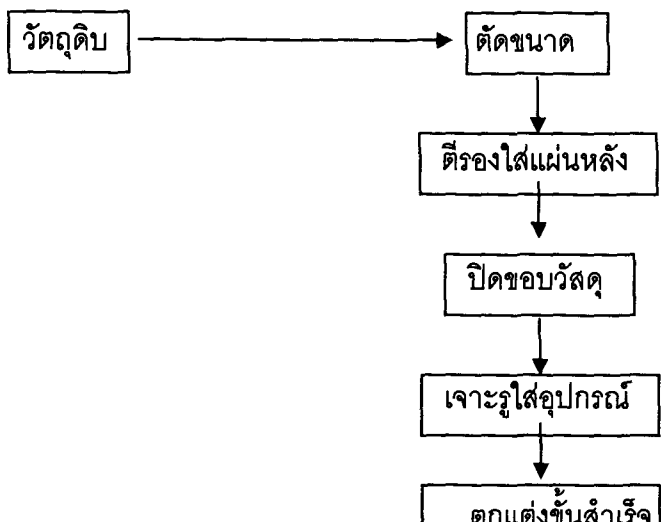 วัตถุดิบ
ตัดขนาด
ตีรองใส่แผ่นหลัง
ปิดขอบวัสดุ
เจาะรูใส่อุปกรณ์
ตกแต่งขั้นสำเร็จ